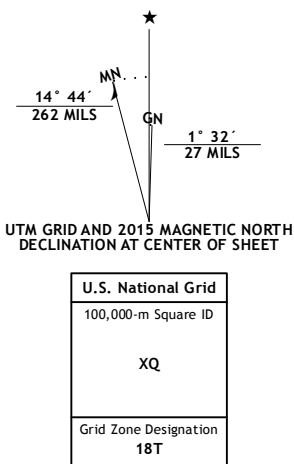 MN
GN
14° 44´
262 MILS
1° 32´
27 MILS
UTM GRID AND 2015 MAGNETIC NORTH
DECLINATION AT CENTER OF SHEET
U.S. National Grid
100,000-m Square ID
XQ
Grid Zone Designation
18T